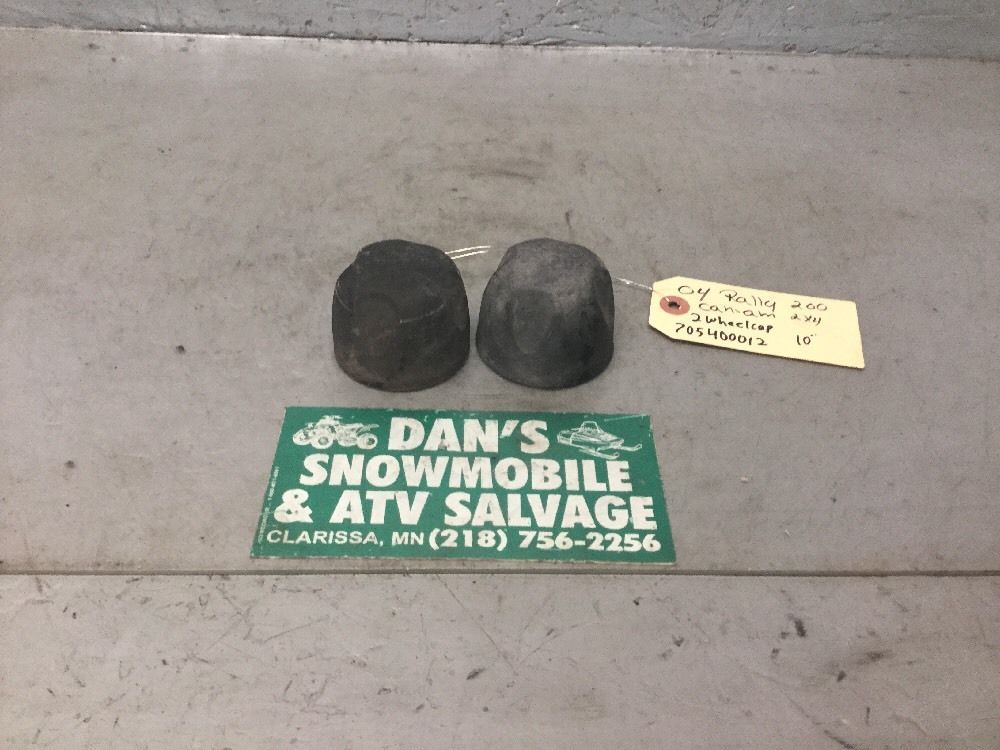 04 Rally 200
can-am 2x4
2 wheelcap
705400012 10"
DAN'S
SNOWMOBILE
& ATV SALVAGE
CLARISSA, MN (218) 756-2256